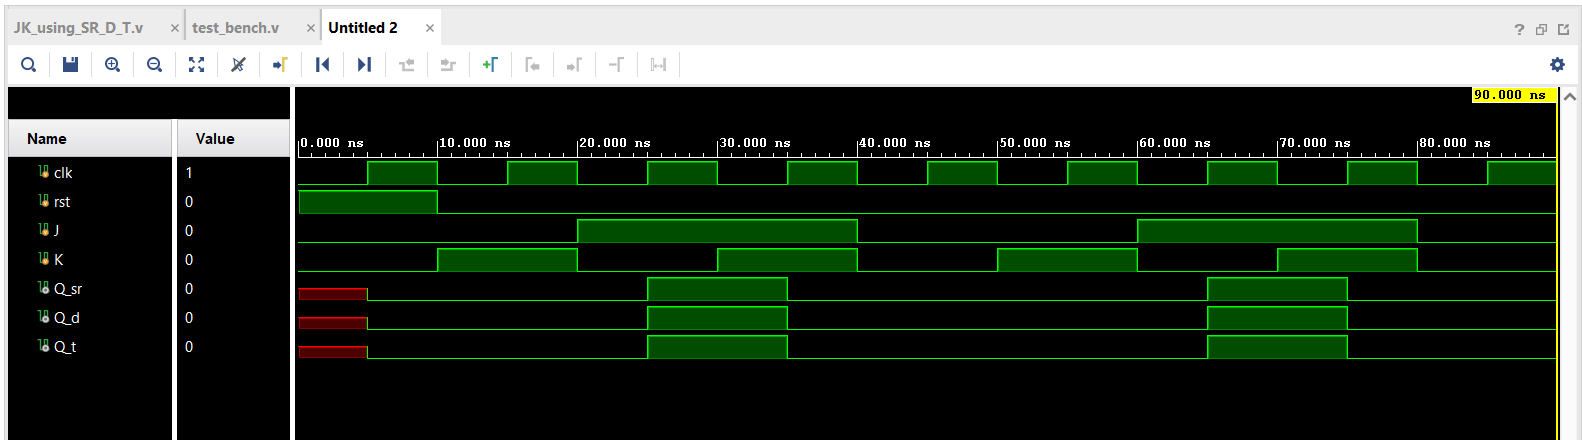 JK_using_SR_D_T.v × test_bench.v × Untitled 2 ×
? 
90.000 ns
Name Value
0.000 ns 10.000 ns 20.000 ns 30.000 ns 40.000 ns 50.000 ns 60.000 ns 70.000 ns 80.000 ns
clk 1
rst 0
J 0
K 0
Q_sr 0
Q_d 0
Q_t 0